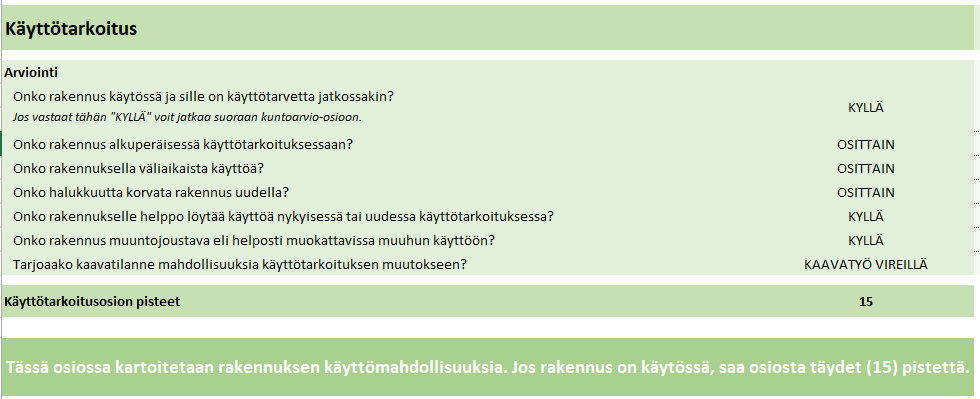 Käyttötarkoitus
Arviointi
Onko rakennus käytössä ja sille on käyttötarvetta jatkossakin?
Jos vastaat tähän "KYLLÄ" voit jatkaa suoraan kuntoarvio-osioon.
KYLLÄ
Onko rakennus alkuperäisessä käyttötarkoituksessaan? OSITTAIN
Onko rakennuksella väliaikaista käyttöä? OSITTAIN
Onko halukkuutta korvata rakennus uudella? OSITTAIN
Onko rakennukselle helppo löytää käyttöä nykyisessä tai uudessa käyttötarkoituksessa? KYLLÄ
Onko rakennus muuntojoustava eli helposti muokattavissa muuhun käyttöön? KYLLÄ
Tarjoaako kaavatilanne mahdollisuuksia käyttötarkoituksen muutokseen? KAAVATYÖ VIREILLÄ
Käyttötarkoitusosion pisteet 15
Tässä osiossa kartoitetaan rakennuksen käyttömahdollisuuksia. Jos rakennus on käytössä, saa osiosta täydet (15) pistettä.